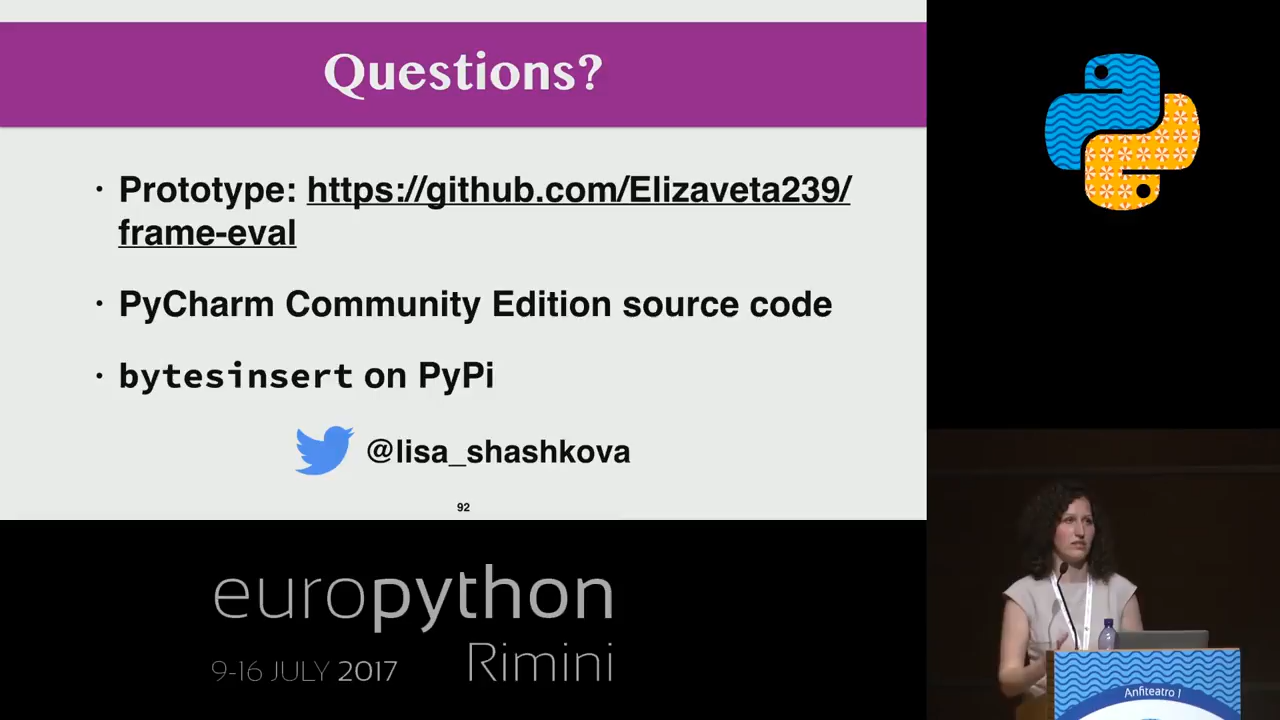 Questions?
· Prototype: https://github.com/Elizaveta239/
frame-eval
· PyCharm Community Edition source code
· bytesinsert on PyPi
@lisa_shashkova
92
europython
Rimini
9-16 JULY 2017
Anfiteatro 1